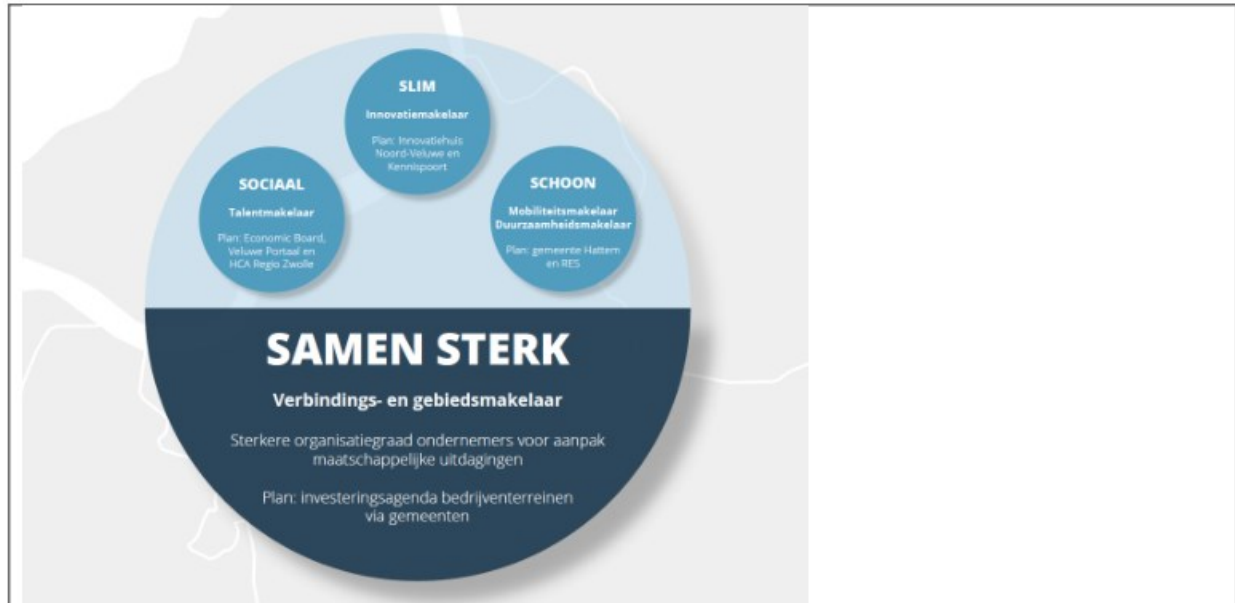 SLIM
Innovatiemakelaar
Plan: Innovatiehuis
Noord-Veluwe en
Kennispoort
SOCIAAL
Talentmakelaar
Plan: Economic Board,
Veluwe Portaal en
HCA Regio Zwolle
SCHOON
Mobiliteitsmakelaar
Duurzaamheidsmakelaar
Plan: gemeente Hattem
en RES
SAMEN STERK
Verbindings- en gebiedsmakelaar
Sterkere organisatiegraad ondernemers voor aanpak
maatschappelijke uitdagingen
Plan: investeringsagenda bedrijventerreinen
via gemeenten